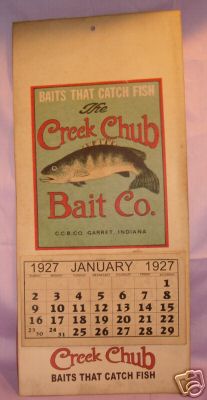 BAITS THAT CATCH FISH
The
Creek Chub
Bait Co.
C.C.B.CO. GARRET, INDIANA
1927 JANUARY 1927
1
2 3 4 5 6 7 8
9 10 11 12 13 14 15
16 17 18 19 20 21 22
23 30 24 31 25 26 27 28 29
Creek Chub
BAITS THAT CATCH FISH